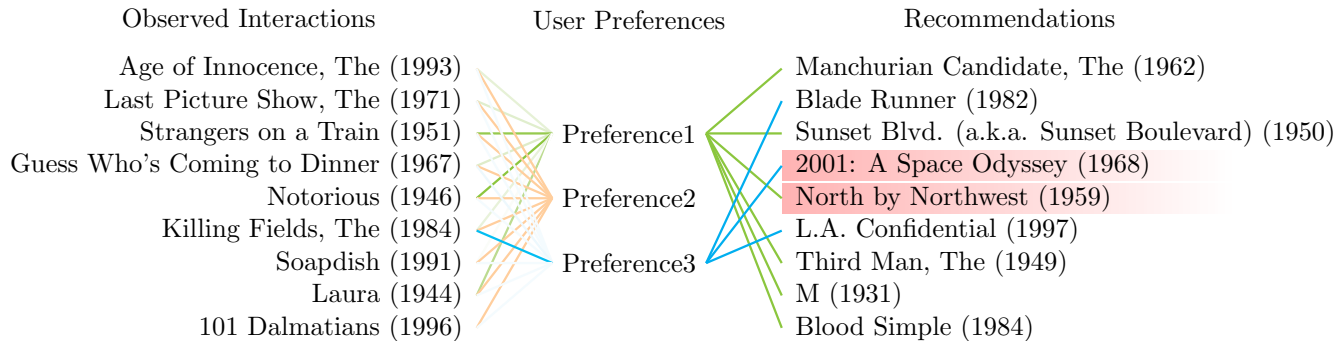 Observed Interactions
Age of Innocence, The (1993)
Last Picture Show, The (1971)
Strangers on a Train (1951)
Guess Who's Coming to Dinner (1967)
Notorious (1946)
Killing Fields, The (1984)
Soapdish (1991)
Laura (1944)
101 Dalmatians (1996)
User Preferences
Preference1
Preference2
Preference3
Recommendations
Manchurian Candidate, The (1962)
Blade Runner (1982)
Sunset Blvd. (a.k.a. Sunset Boulevard) (1950)
2001: A Space Odyssey (1968)
North by Northwest (1959)
L.A. Confidential (1997)
Third Man, The (1949)
M (1931)
Blood Simple (1984)